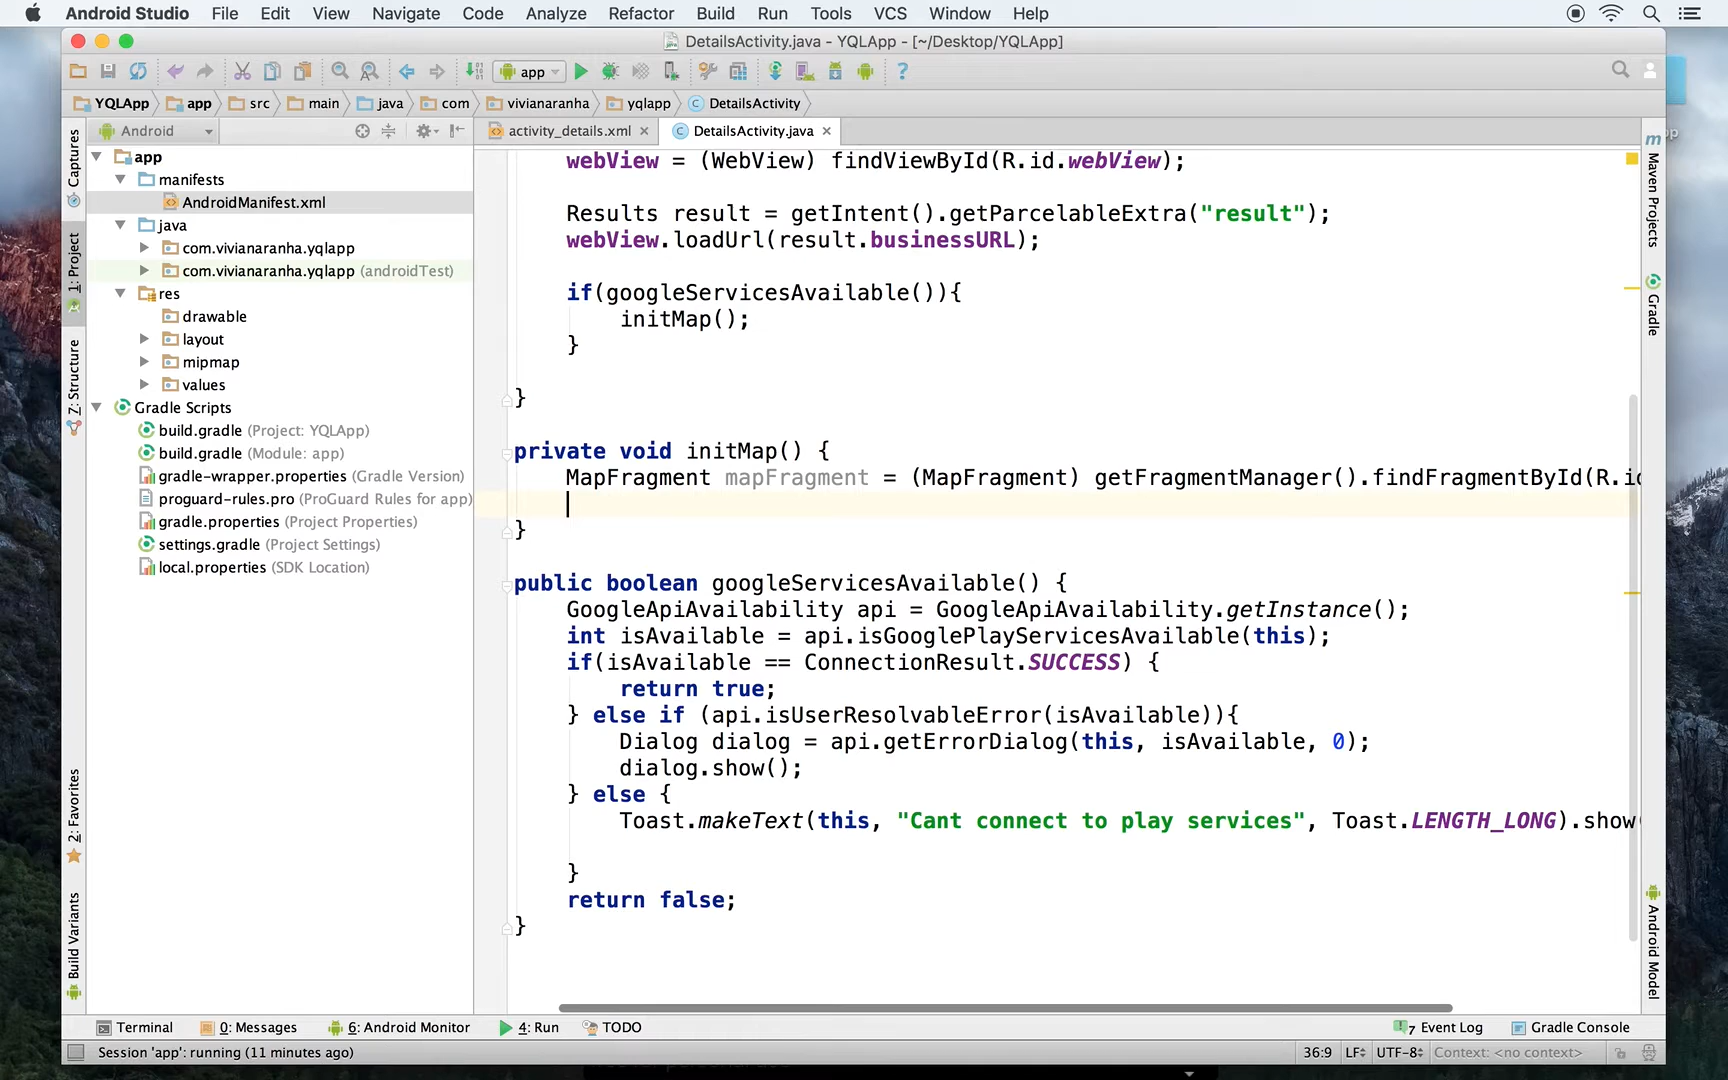 Android Studio File Edit View Navigate Code Analyze Refactor Build Run Tools VCS Window Help
DetailsActivity.java - YQLApp - [~/Desktop/YQLApp]
app
YQLApp app src main java com vivianaranha yqlapp DetailsActivity
Android
activity_details.xml DetailsActivity.java
app
manifests
AndroidManifest.xml
java
com.vivianaranha.yqlapp
com.vivianaranha.yqlapp (androidTest)
res
drawable
layout
mipmap
values
Gradle Scripts
build.gradle (Project: YQLApp)
build.gradle (Module: app)
gradle-wrapper.properties (Gradle Version)
proguard-rules.pro (ProGuard Rules for app)
gradle.properties (Project Properties)
settings.gradle (Project Settings)
local.properties (SDK Location)
Captures
1: Project
Z: Structure
2: Favorites
Build Variants
webView = (WebView) findViewById(R.id.webView);
Results result = getIntent().getParcelableExtra("result");
webView.loadUrl(result.businessURL);
if(googleServicesAvailable()){
initMap();
}
}
private void initMap() {
MapFragment mapFragment = (MapFragment) getFragmentManager().findFragmentById(R.id
}
public boolean googleServicesAvailable() {
GoogleApiAvailability api = GoogleApiAvailability.getInstance();
int isAvailable = api.isGooglePlayServicesAvailable(this);
if(isAvailable == ConnectionResult.SUCCESS) {
return true;
} else if (api.isUserResolvableError(isAvailable)){
Dialog dialog = api.getErrorDialog(this, isAvailable, 0);
dialog.show();
} else {
Toast.makeText(this, "Cant connect to play services", Toast.LENGTH_LONG).show(
}
return false;
}
m Maven Projects
Gradle
Android Model
Terminal 0: Messages 6: Android Monitor 4: Run TODO 7 Event Log Gradle Console
Session 'app': running (11 minutes ago) 36:9 LF UTF-8 Context: <no context>